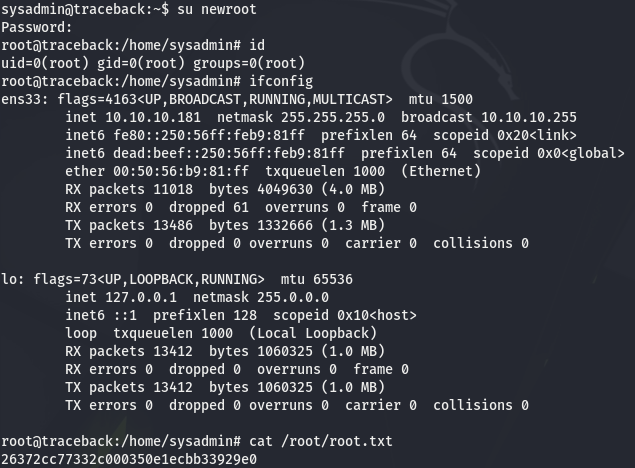 sysadmin@traceback:~$ su newroot
Password:
root@traceback:/home/sysadmin# id
uid=0(root) gid=0(root) groups=0(root)
root@traceback:/home/sysadmin# ifconfig
ens33: flags=4163<UP,BROADCAST,RUNNING,MULTICAST>  mtu 1500
        inet 10.10.10.181  netmask 255.255.255.0  broadcast 10.10.10.255
        inet6 fe80::250:56ff:feb9:81ff  prefixlen 64  scopeid 0x20<link>
        inet6 dead:beef::250:56ff:feb9:81ff  prefixlen 64  scopeid 0x0<global>
        ether 00:50:56:b9:81:ff  txqueuelen 1000  (Ethernet)
        RX packets 11018  bytes 4049630 (4.0 MB)
        RX errors 0  dropped 61  overruns 0  frame 0
        TX packets 13486  bytes 1332666 (1.3 MB)
        TX errors 0  dropped 0 overruns 0  carrier 0  collisions 0

lo: flags=73<UP,LOOPBACK,RUNNING>  mtu 65536
        inet 127.0.0.1  netmask 255.0.0.0
        inet6 ::1  prefixlen 128  scopeid 0x10<host>
        loop  txqueuelen 1000  (Local Loopback)
        RX packets 13412  bytes 1060325 (1.0 MB)
        RX errors 0  dropped 0  overruns 0  frame 0
        TX packets 13412  bytes 1060325 (1.0 MB)
        TX errors 0  dropped 0 overruns 0  carrier 0  collisions 0

root@traceback:/home/sysadmin# cat /root/root.txt
26372cc77332c000350e1ecbb33929e0